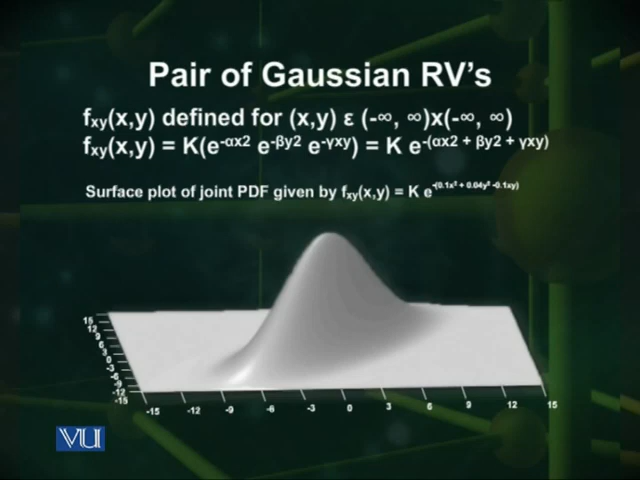 Pair of Gaussian RV's
fxy(x,y) defined for (x,y) ε (-∞, ∞)x(-∞, ∞)
fxy(x,y) = K(e-αx2 e-βy2 e-γxy) = K e-(αx2 + βy2 + γxy)
Surface plot of joint PDF given by fxy(x,y) = K e-(0.1x² + 0.04y² -0.1xy)
15
12
9
6
3
0
-3
-6
-9
-12
-15
-15 -12 -9 -6 -3 0 3 6 9 12 15
VU